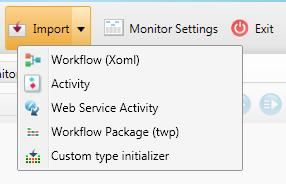 Import Monitor Settings Exit
Workflow (Xoml)
Activity
Web Service Activity
Workflow Package (twp)
Custom type initializer